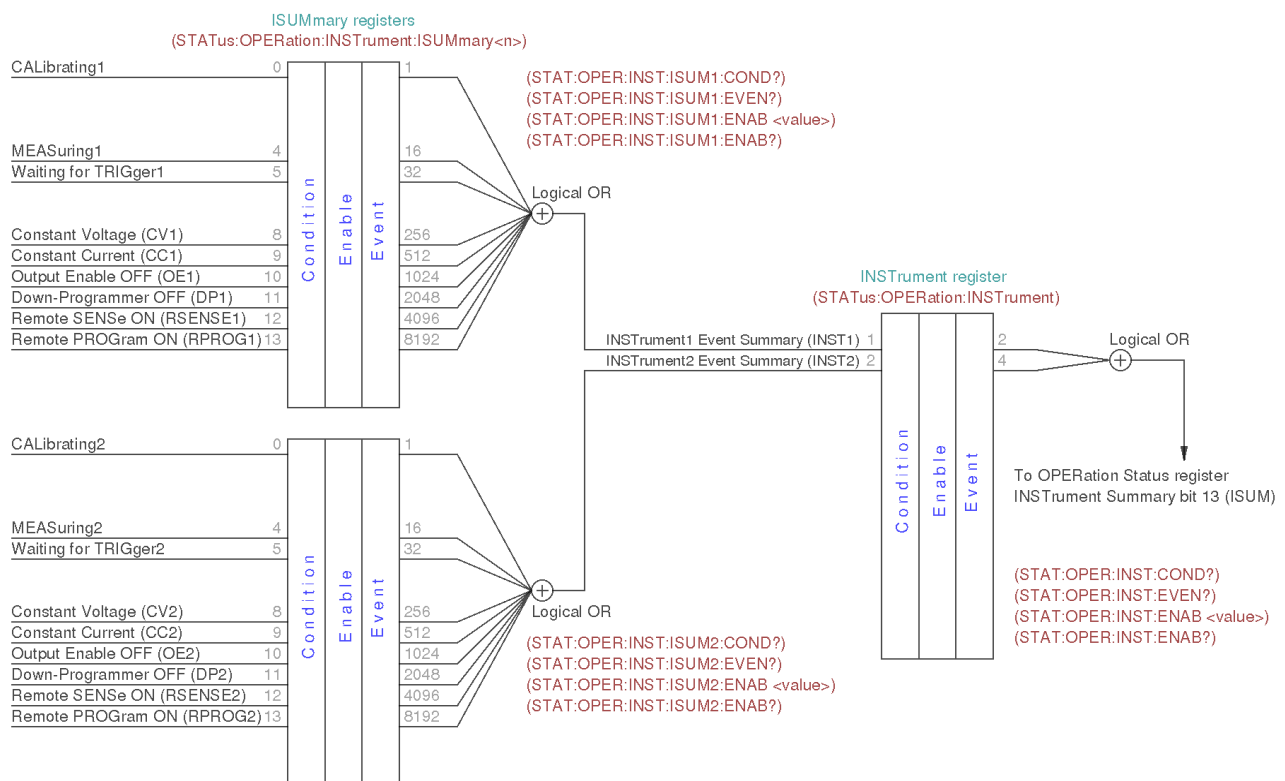 ISUMmary registers
(STATus:OPERation:INSTrument:ISUMmary<n>)
CALibrating1 0 1
MEASuring1 4 16
Waiting for TRIGger1 5 32
Constant Voltage (CV1) 8 256
Constant Current (CC1) 9 512
Output Enable OFF (OE1) 10 1024
Down-Programmer OFF (DP1) 11 2048
Remote SENSe ON (RSENSE1) 12 4096
Remote PROGram ON (RPROG1) 13 8192
Condition
Enable
Event
(STAT:OPER:INST:ISUM1:COND?)
(STAT:OPER:INST:ISUM1:EVEN?)
(STAT:OPER:INST:ISUM1:ENAB <value>)
(STAT:OPER:INST:ISUM1:ENAB?)
Logical OR
CALibrating2 0 1
MEASuring2 4 16
Waiting for TRIGger2 5 32
Constant Voltage (CV2) 8 256
Constant Current (CC2) 9 512
Output Enable OFF (OE2) 10 1024
Down-Programmer OFF (DP2) 11 2048
Remote SENSe ON (RSENSE2) 12 4096
Remote PROGram ON (RPROG2) 13 8192
Condition
Enable
Event
Logical OR
(STAT:OPER:INST:ISUM2:COND?)
(STAT:OPER:INST:ISUM2:EVEN?)
(STAT:OPER:INST:ISUM2:ENAB <value>)
(STAT:OPER:INST:ISUM2:ENAB?)
INSTrument register
(STATus:OPERation:INSTrument)
INSTrument1 Event Summary (INST1) 1 2
INSTrument2 Event Summary (INST2) 2 4
Condition
Enable
Event
Logical OR
To OPERation Status register
INSTrument Summary bit 13 (ISUM)
(STAT:OPER:INST:COND?)
(STAT:OPER:INST:EVEN?)
(STAT:OPER:INST:ENAB <value>)
(STAT:OPER:INST:ENAB?)